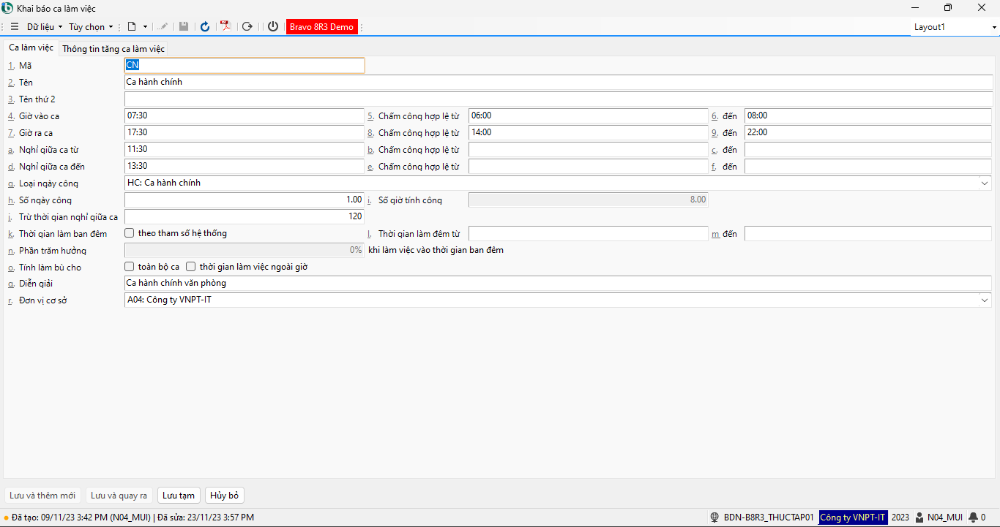 Khai báo ca làm việc
Dữ liệu Tùy chọn Bravo 8R3 Demo Layout1
Ca làm việc Thông tin tăng ca làm việc
1. Mã CN
2. Tên Ca hành chính
3. Tên thứ 2
4. Giờ vào ca 07:30 5. Chấm công hợp lệ từ 06:00 6. đến 08:00
7. Giờ ra ca 17:30 8. Chấm công hợp lệ từ 14:00 9. đến 22:00
a. Nghỉ giữa ca từ 11:30 b. Chấm công hợp lệ từ c. đến
d. Nghỉ giữa ca đến 13:30 e. Chấm công hợp lệ từ f. đến
g. Loại ngày công HC: Ca hành chính
h. Số ngày công 1.00 i. Số giờ tính công 8.00
j. Trừ thời gian nghỉ giữa ca 120
k. Thời gian làm ban đêm theo tham số hệ thống l. Thời gian làm đêm từ m đến
n. Phần trăm hưởng 0% khi làm việc vào thời gian ban đêm
o. Tính làm bù cho toàn bộ ca thời gian làm việc ngoài giờ
q. Diễn giải Ca hành chính văn phòng
r. Đơn vị cơ sở A04: Công ty VNPT-IT
Lưu và thêm mới Lưu và quay ra Lưu tạm Hủy bỏ
Đã tạo: 09/11/23 3:42 PM (N04_MUI) | Đã sửa: 23/11/23 3:57 PM BDN-B8R3_THUCTAP01 Công ty VNPT-IT 2023 N04_MUI 0